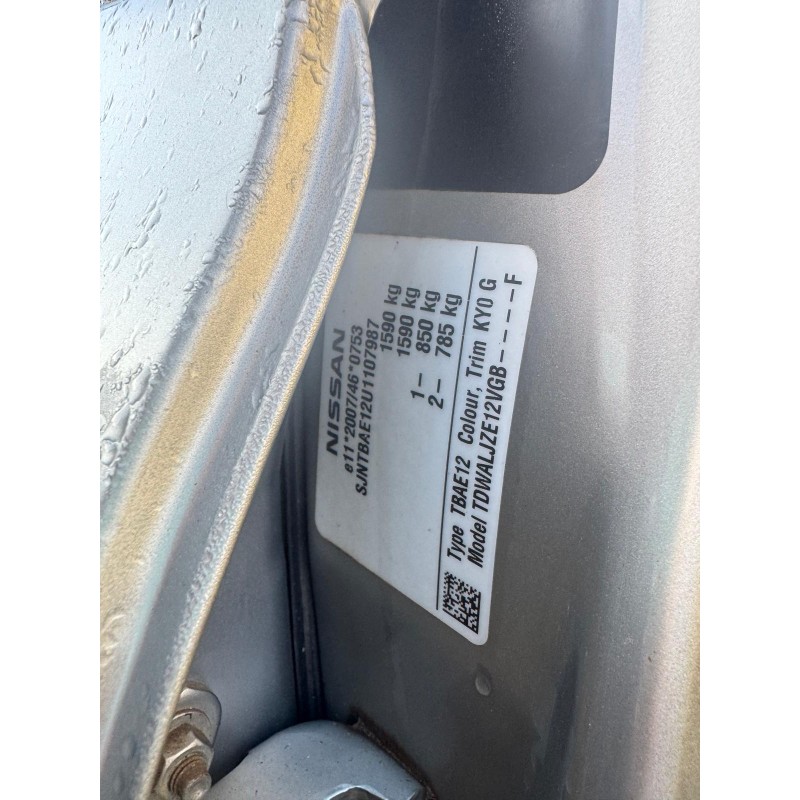 NISSAN
e11*2007/46*0753
SJNTBAE12U1107987
1590 kg
1590 kg
1- 850 kg
2- 785 kg
Type TBAE12 Colour, Trim KY0 G
Model TDWALJZE12VGB----F